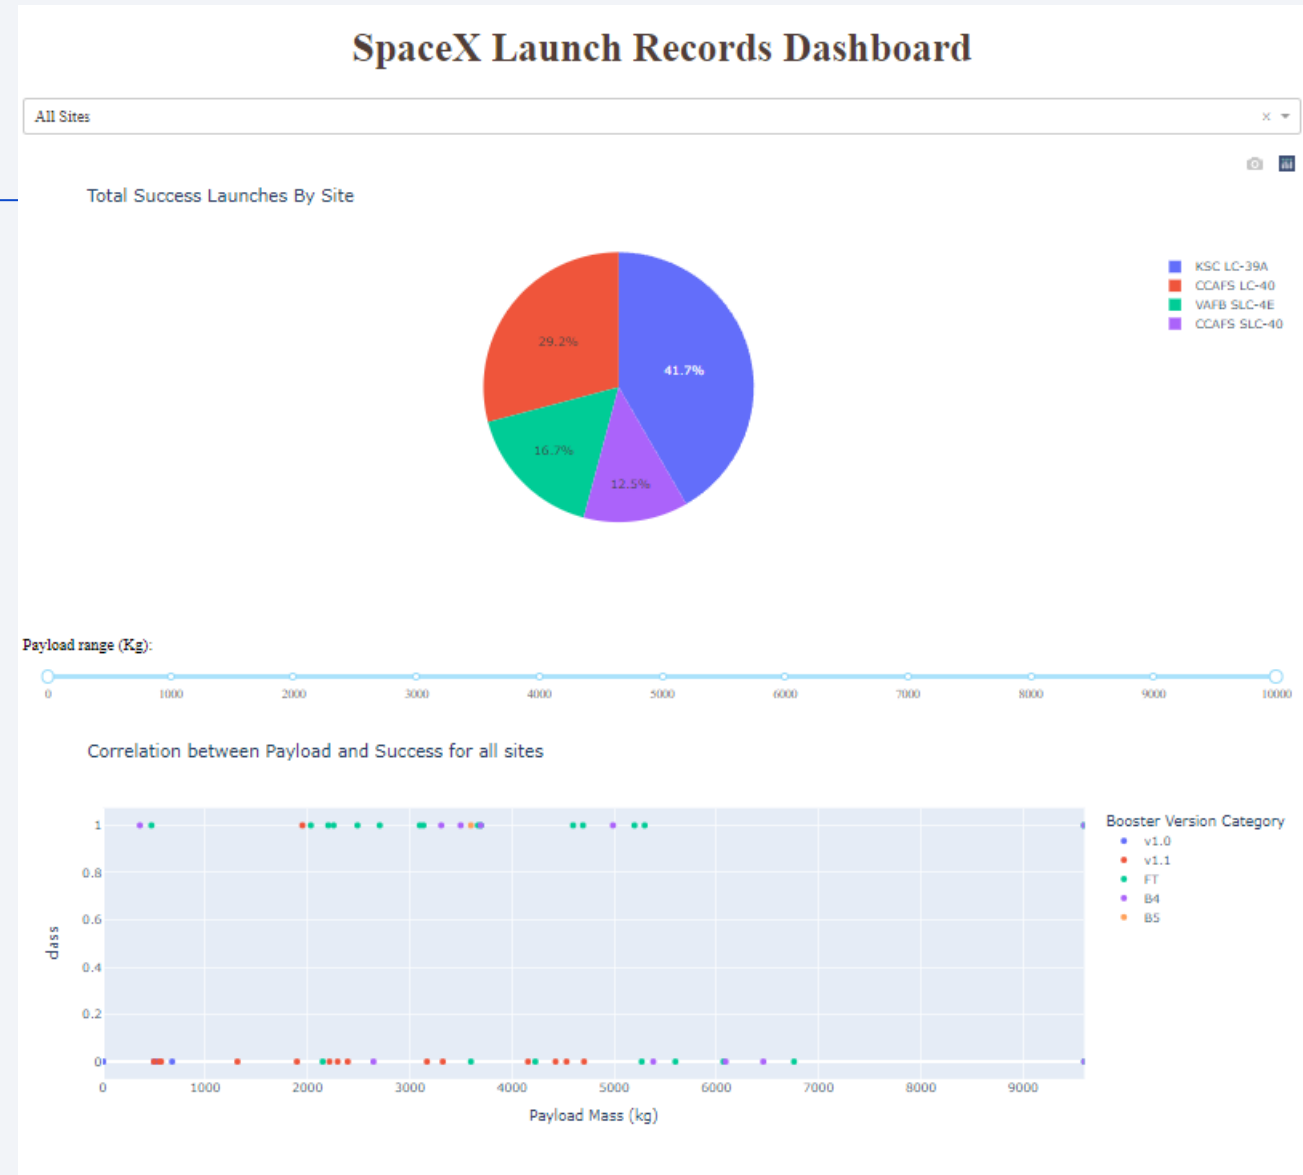 SpaceX Launch Records Dashboard
All Sites
Total Success Launches By Site
KSC LC-39A
CCAFS LC-40
VAFB SLC-4E
CCAFS SLC-40
29.2%
41.7%
16.7%
12.5%
Payload range (Kg):
0 1000 2000 3000 4000 5000 6000 7000 8000 9000 10000
Correlation between Payload and Success for all sites
Booster Version Category
v1.0
v1.1
FT
B4
B5
1
0.8
0.6
0.4
0.2
0
class
0 1000 2000 3000 4000 5000 6000 7000 8000 9000
Payload Mass (kg)